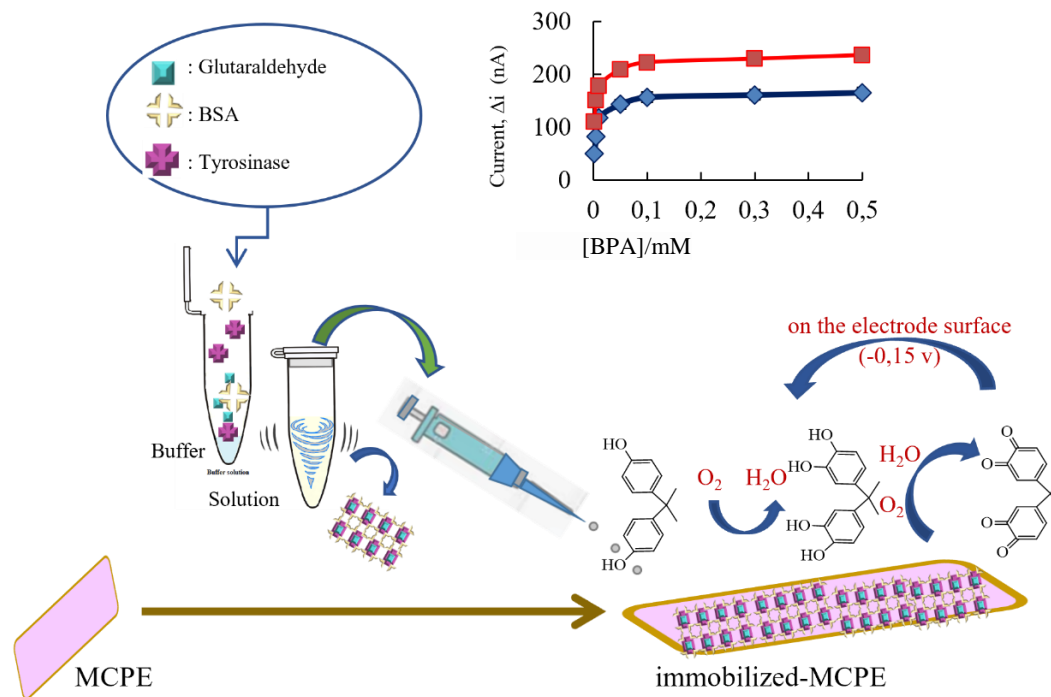 : Glutaraldehyde
: BSA
: Tyrosinase
Current, Δi (nA)
300
200
100
0
0
0,1
0,2
0,3
0,4
0,5
[BPA]/mM
on the electrode surface
(-0,15 v)
Buffer
Buffer solution
Solution
HO
HO
O2
H2O
HO
HO
HO
HO
O2
H2O
O
O
O
O
MCPE
immobilized-MCPE